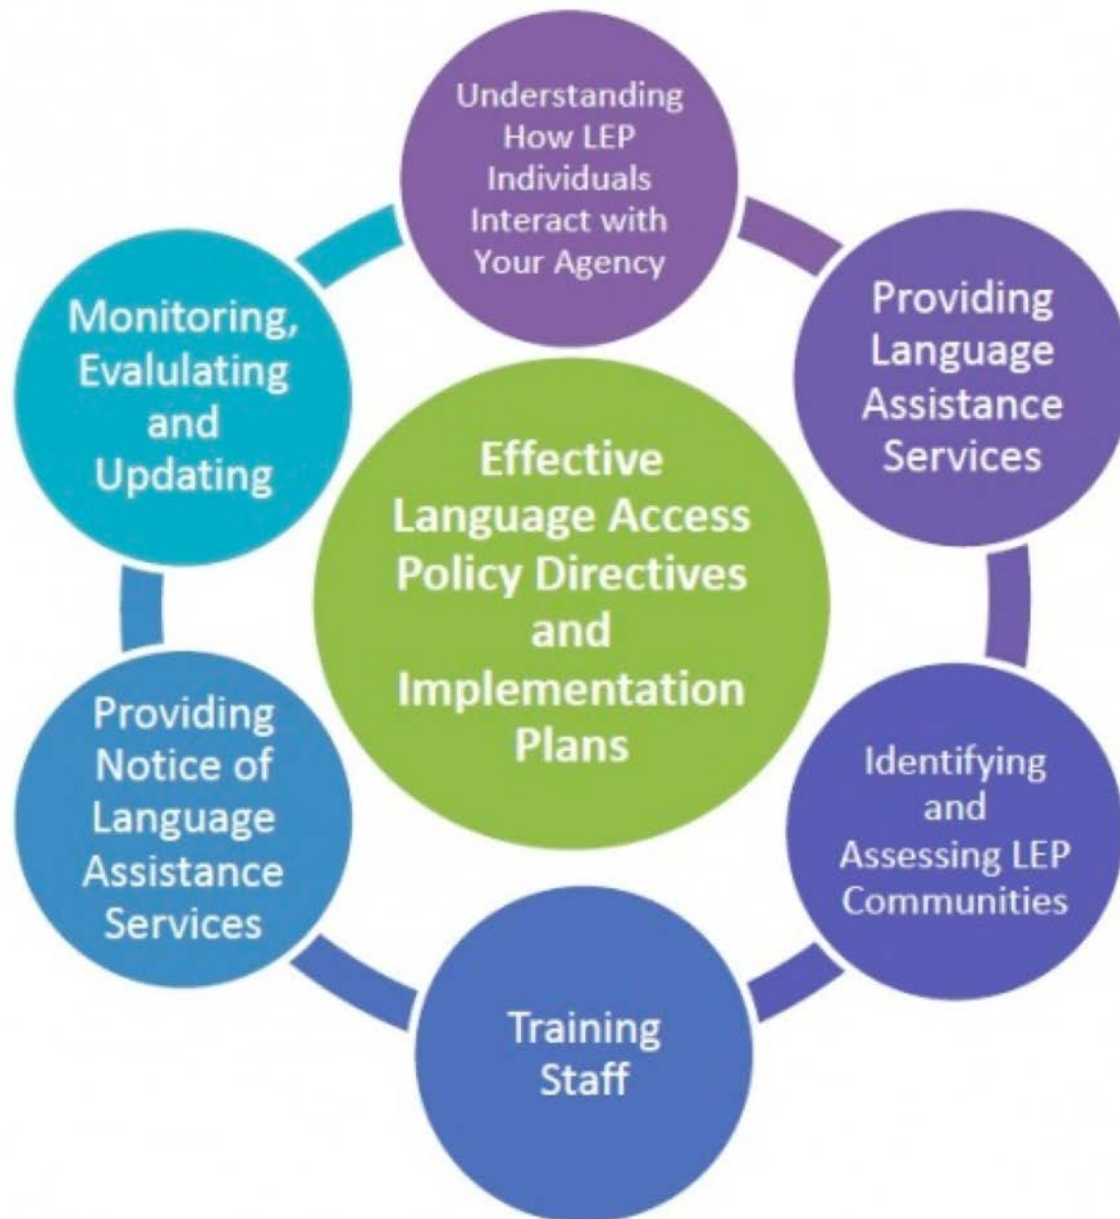 Understanding
How LEP
Individuals
Interact with
Your Agency
Providing
Language
Assistance
Services
Identifying
and
Assessing LEP
Communities
Training
Staff
Providing
Notice of
Language
Assistance
Services
Monitoring,
Evalulating
and
Updating
Effective
Language Access
Policy Directives
and
Implementation
Plans